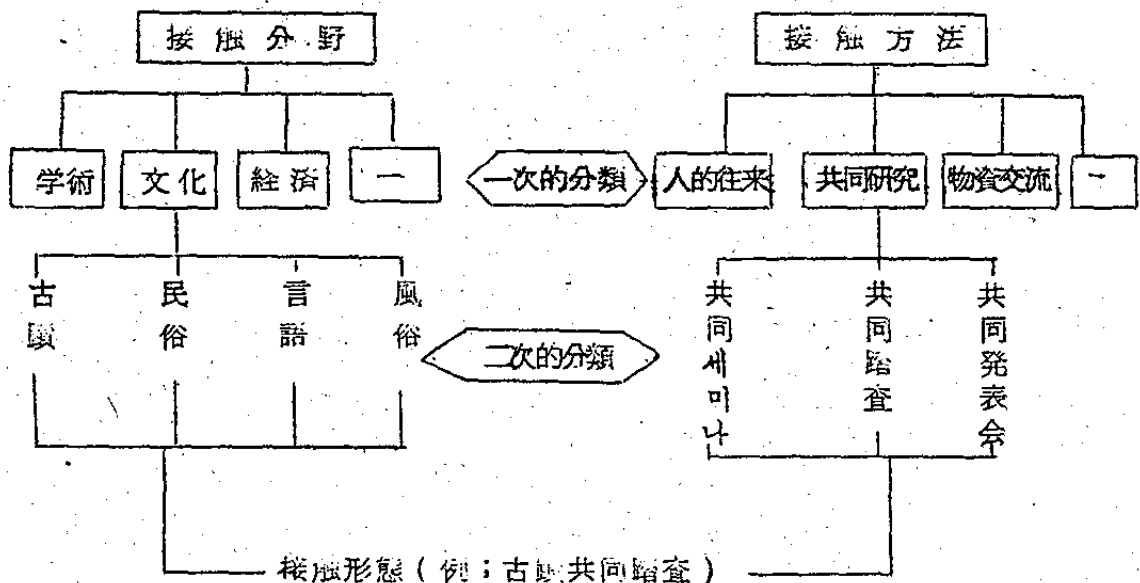 接触分野
接触方法
学術 文化 経済 一
一次的分類
人的往来 共同研究 物資交流 一
古蹟 民俗 言語 風俗
二次的分類
共同세미나 共同踏査 共同発表会
接触形態(例;古蹟共同踏査)